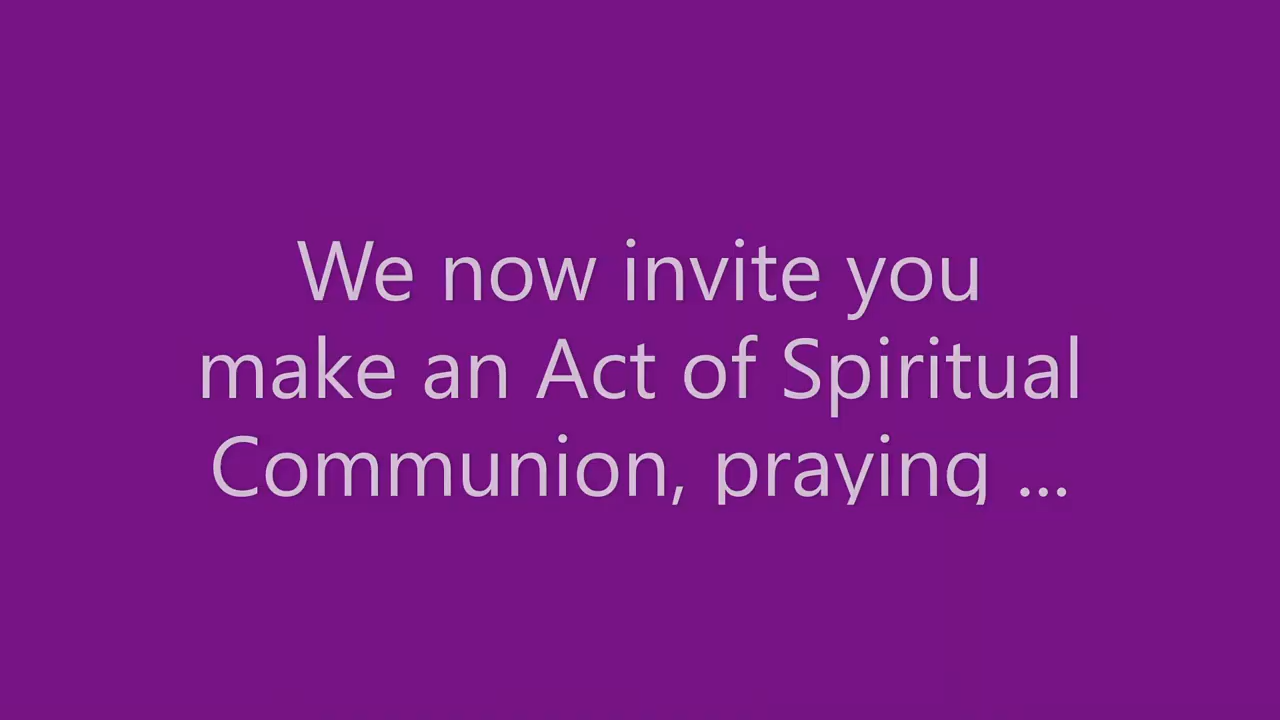 We now invite you
make an Act of Spiritual
Communion, praying ...